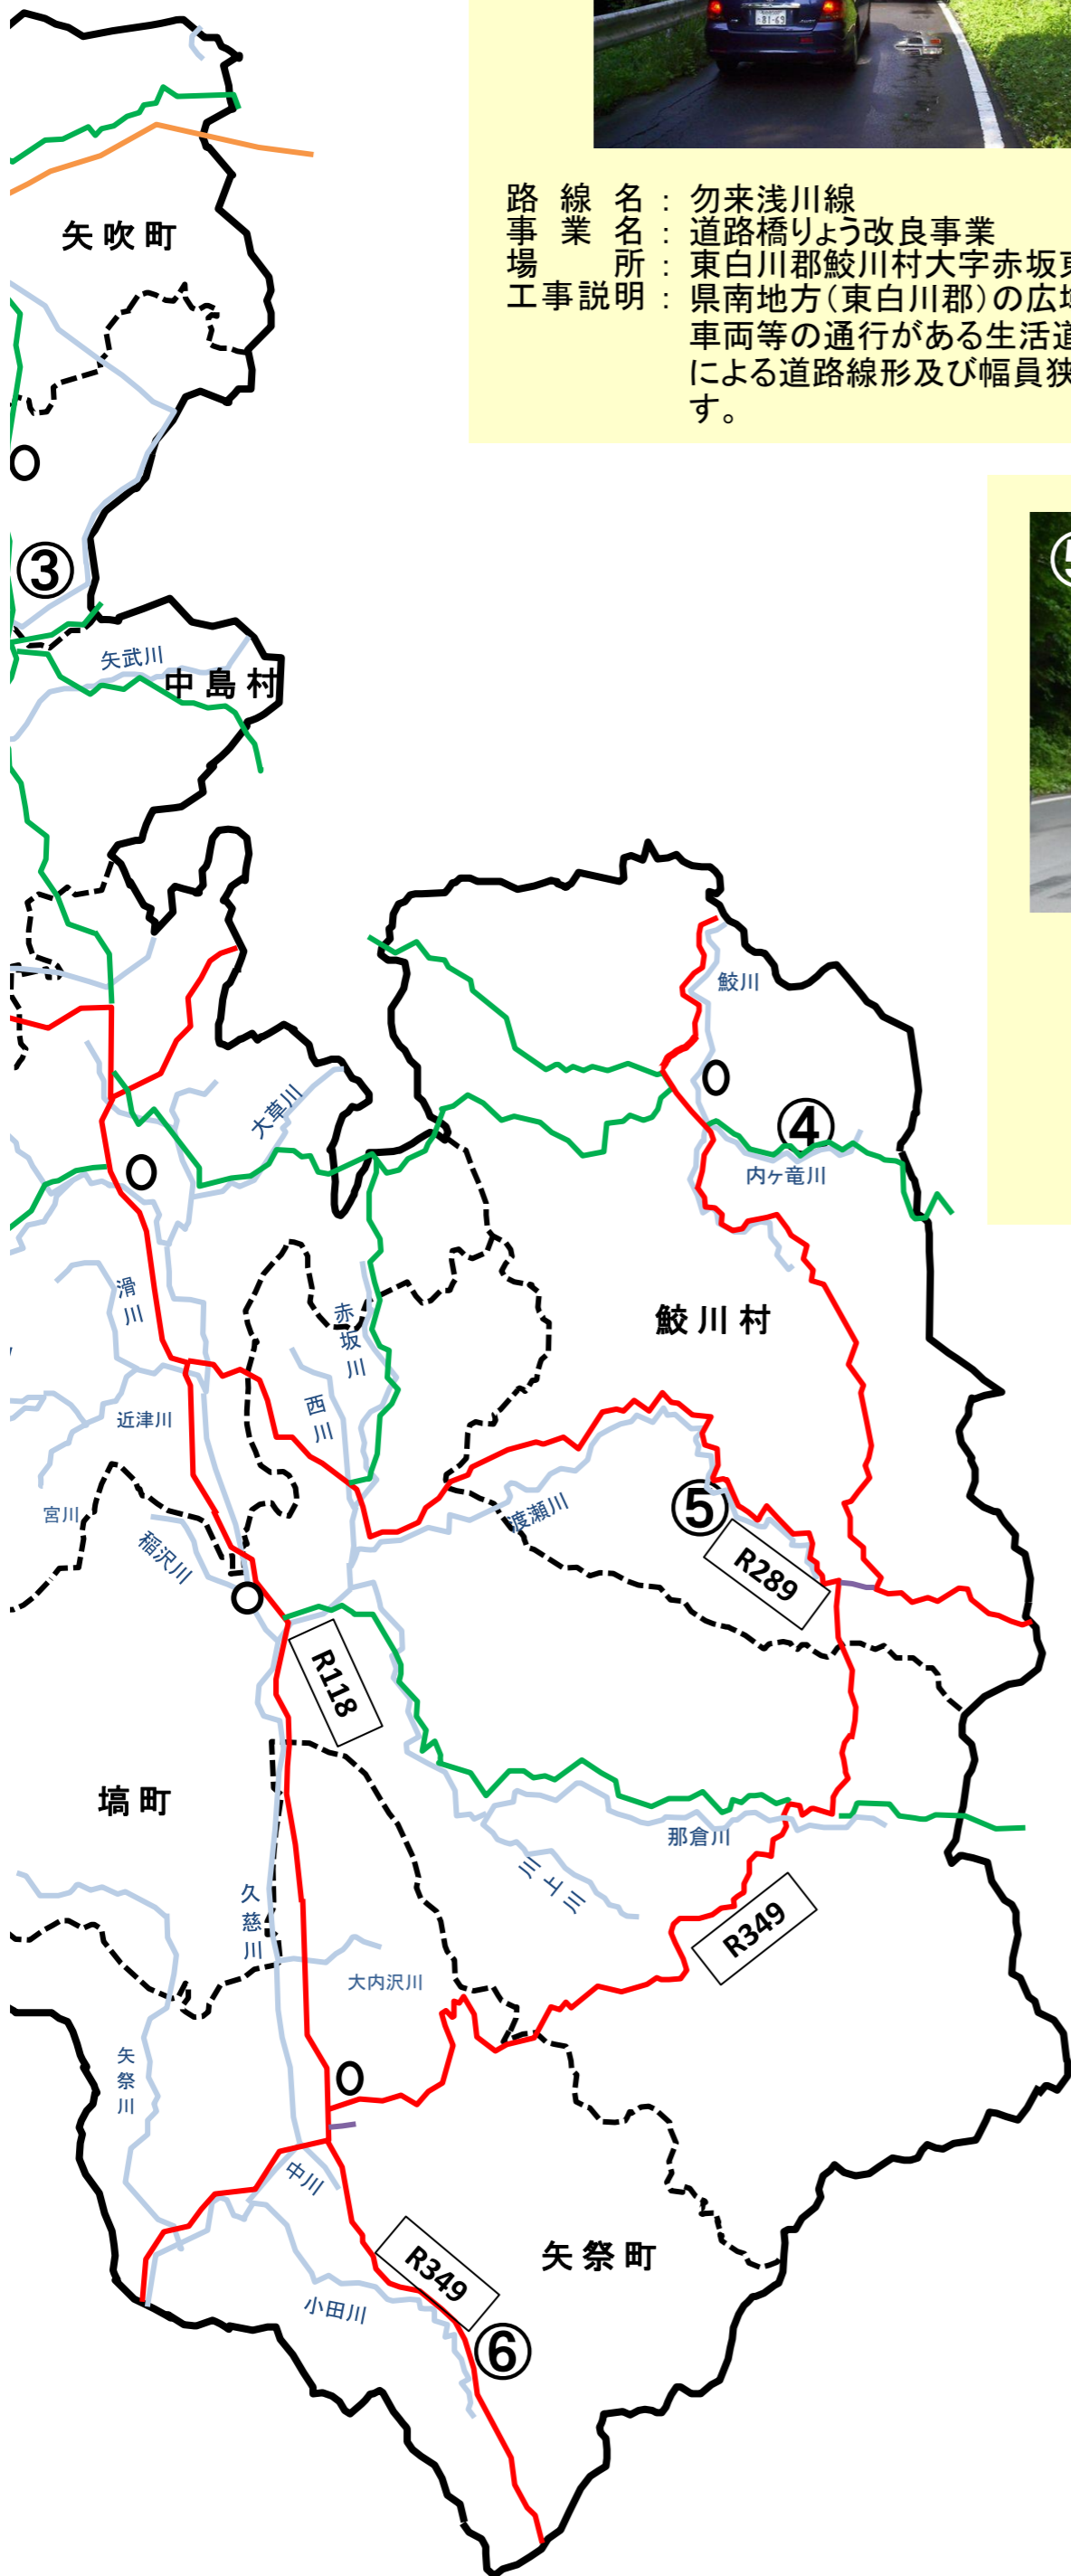 81-69
路線名：勿来浅川線
事業名：道路橋りょう改良事業
場所：東白川郡鮫川村大字赤坂東
工事説明：県南地方（東白川郡）の広域
車両等の通行がある生活道
による道路線形及び幅員狭
す。
矢吹町
③
矢武川
中島村
鮫川
大草川
④
内ヶ竜川
滑川
赤坂川
鮫川村
西川
近津川
宮川
稲沢川
渡瀬川
⑤
R289
R118
塙町
那倉川
川上川
久慈川
R349
大内沢川
矢祭川
中川
矢祭町
R349
小田川
⑥